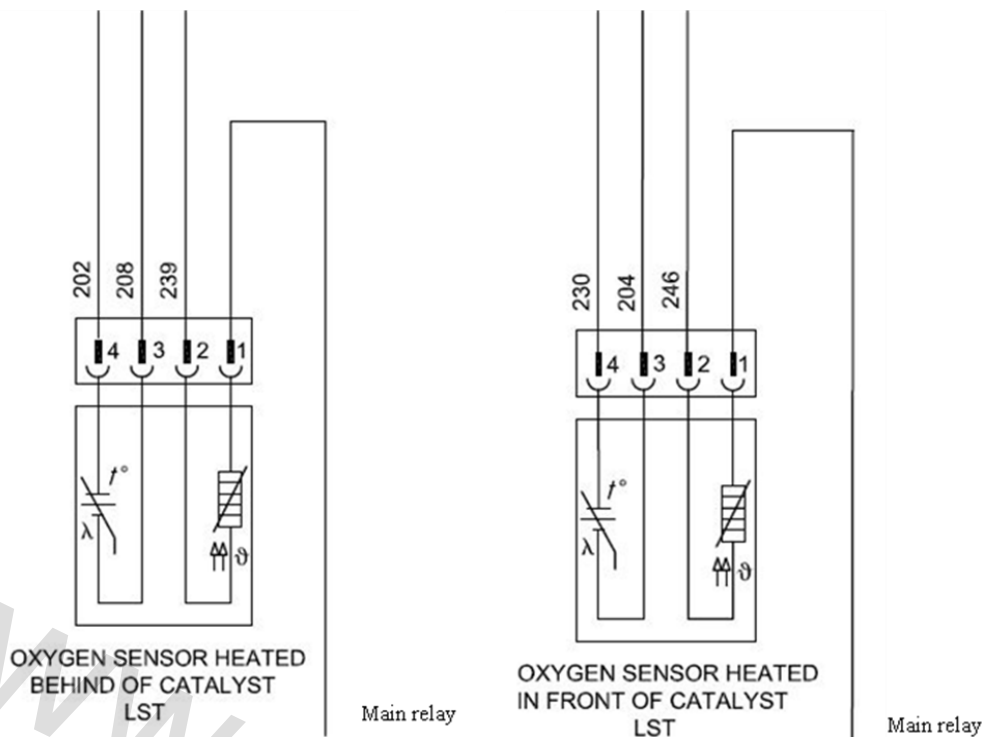 202
208
239
4
3
2
1
t°
λ
ϑ
OXYGEN SENSOR HEATED
BEHIND OF CATALYST
LST
Main relay
230
204
246
4
3
2
1
t°
λ
ϑ
OXYGEN SENSOR HEATED
IN FRONT OF CATALYST
LST
Main relay